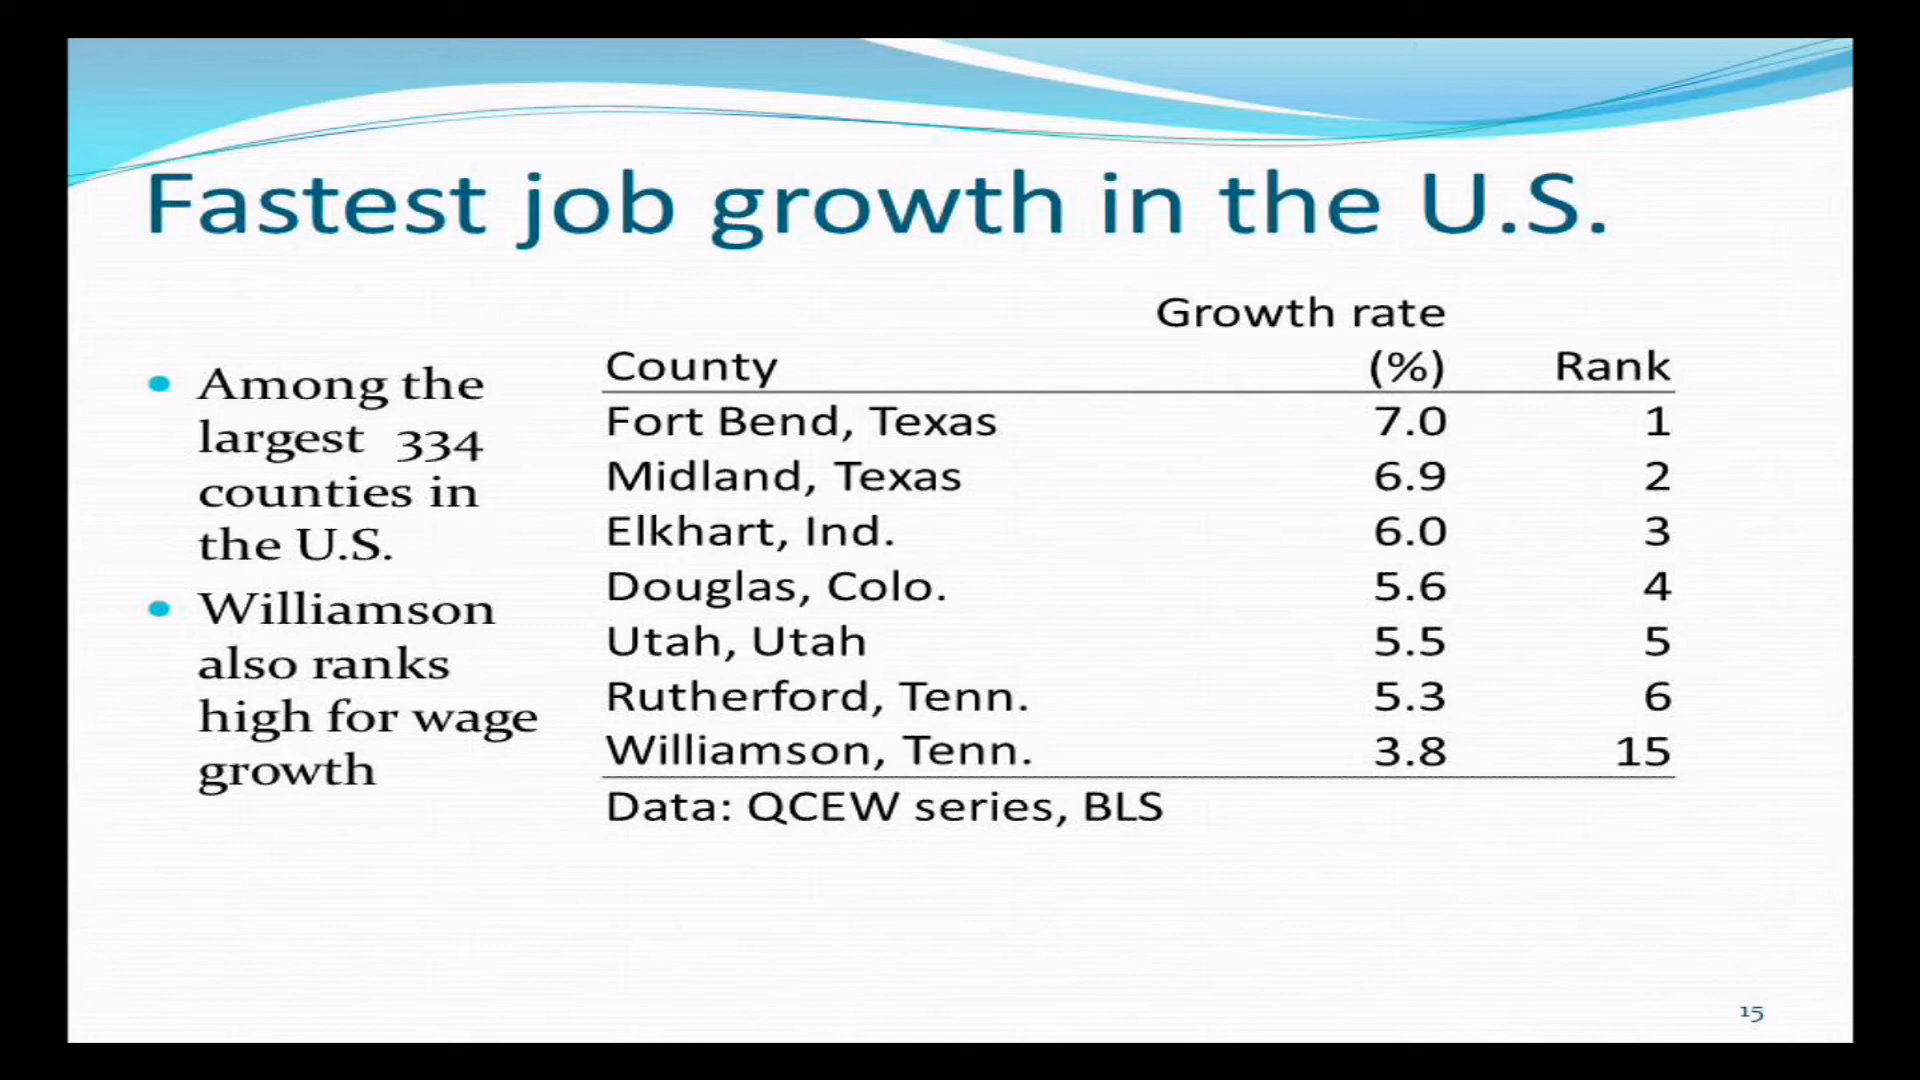 Fastest job growth in the U.S.
• Among the
largest 334
counties in
the U.S.
• Williamson
also ranks
high for wage
growth
Growth rate
County (%) Rank
Fort Bend, Texas 7.0 1
Midland, Texas 6.9 2
Elkhart, Ind. 6.0 3
Douglas, Colo. 5.6 4
Utah, Utah 5.5 5
Rutherford, Tenn. 5.3 6
Williamson, Tenn. 3.8 15
Data: QCEW series, BLS
15